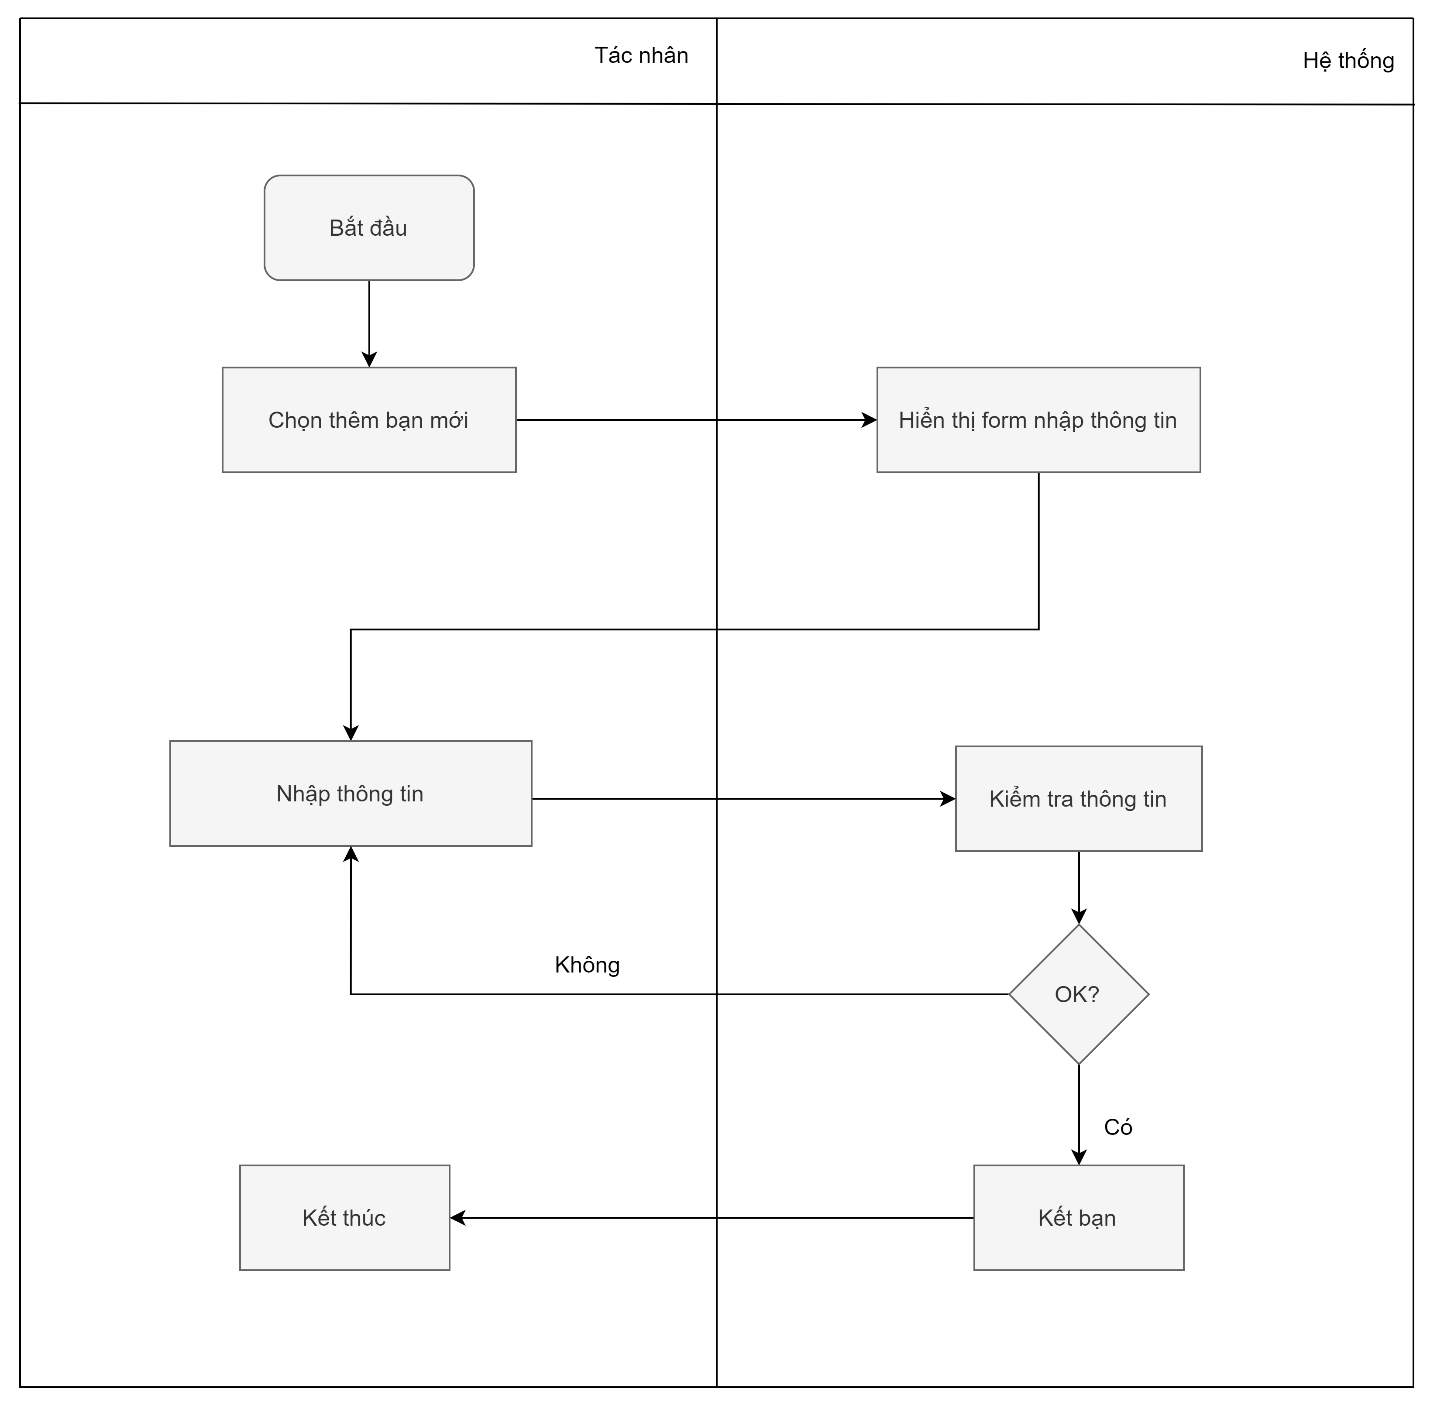 Tác nhân
Hệ thống
Bắt đầu
Chọn thêm bạn mới
Hiển thị form nhập thông tin
Nhập thông tin
Kiểm tra thông tin
Không
OK?
Có
Kết thúc
Kết bạn